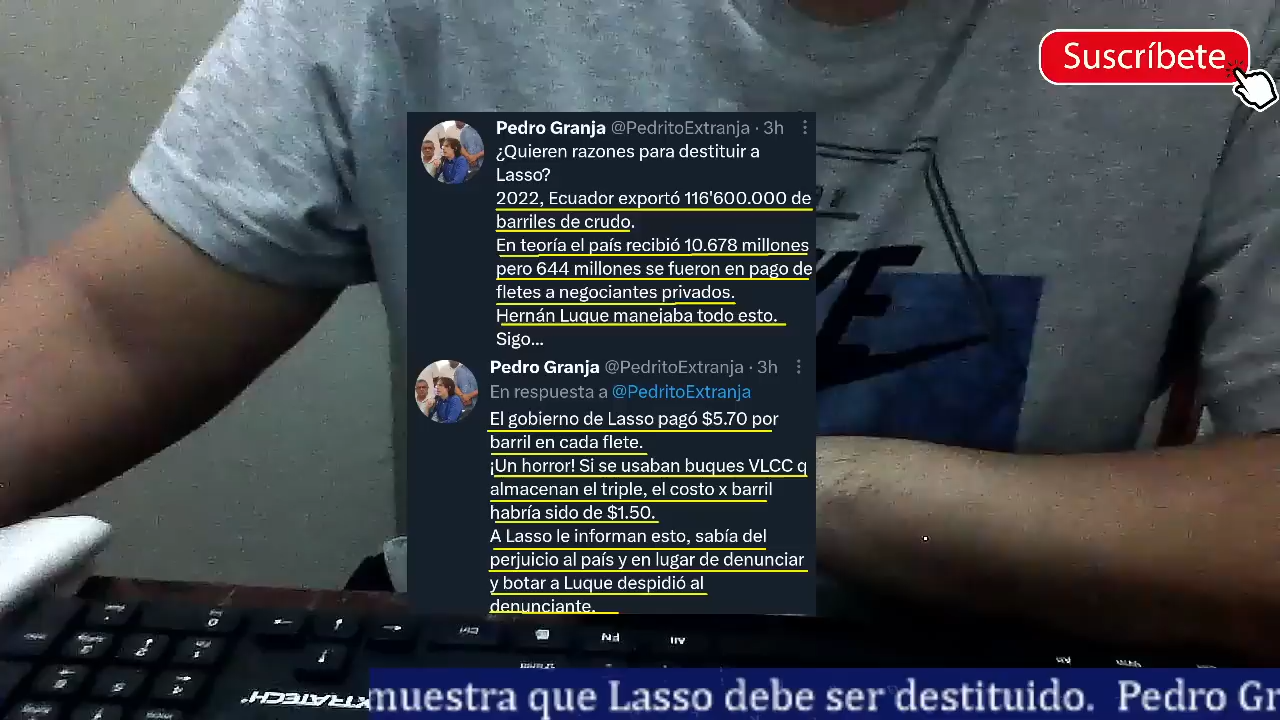 Suscríbete
Pedro Granja @PedritoExtranja · 3h
¿Quieren razones para destituir a
Lasso?
2022, Ecuador exportó 116'600.000 de
barriles de crudo.
En teoría el país recibió 10.678 millones
pero 644 millones se fueron en pago de
fletes a negociantes privados.
Hernán Luque manejaba todo esto.
Sigo...
Pedro Granja @PedritoExtranja · 3h
En respuesta a @PedritoExtranja
El gobierno de Lasso pagó $5.70 por
barril en cada flete.
¡Un horror! Si se usaban buques VLCC q
almacenan el triple, el costo x barril
habría sido de $1.50.
A Lasso le informan esto, sabía del
perjuicio al país y en lugar de denunciar
y botar a Luque despidió al
denunciante.
Ctrl
FN
Alt
XTRATECH
muestra que Lasso debe ser destituido. Pedro Gr